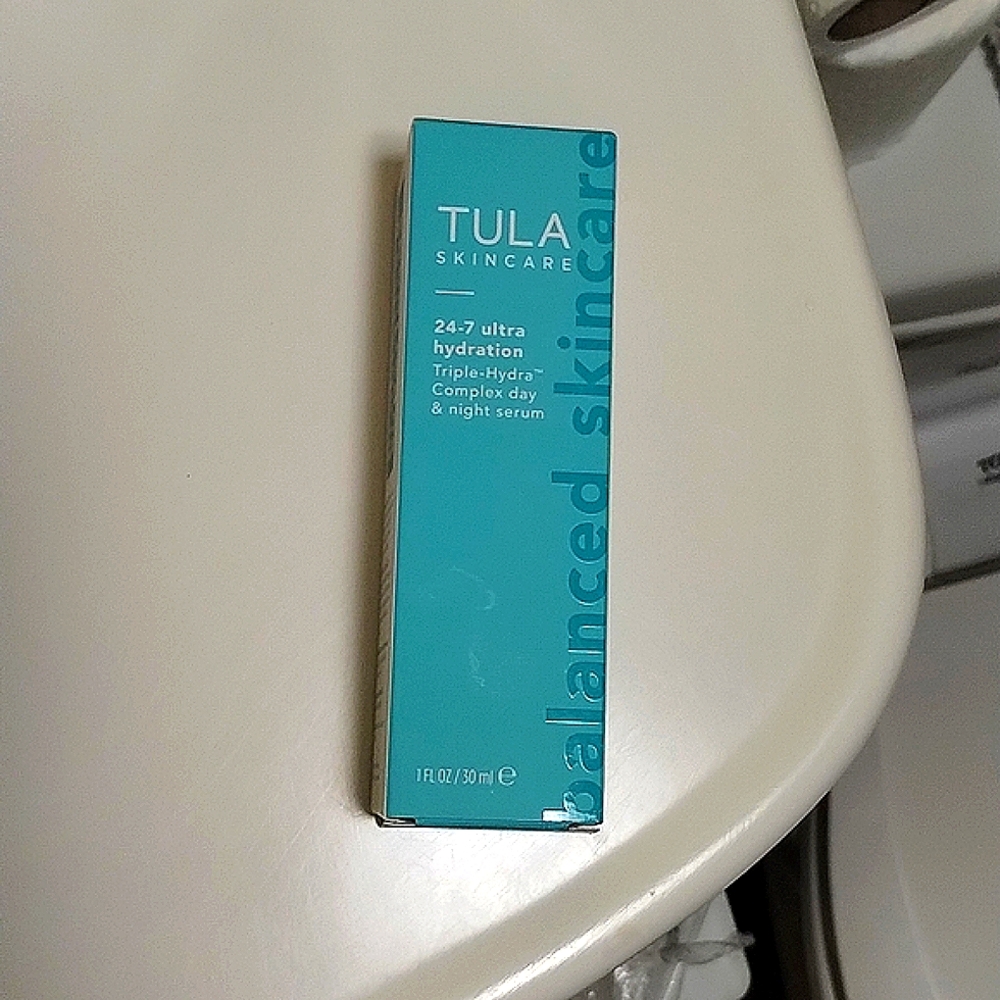 TULA
SKINCARE
24-7 ultra
hydration
Triple-Hydra™
Complex day
& night serum
1 FL OZ / 30 ml ℮
balanced skincare